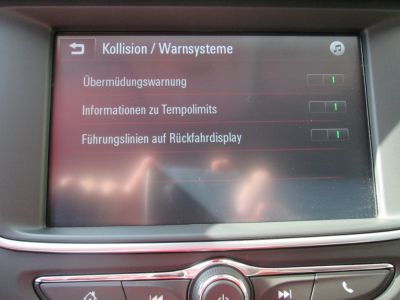 Kollision / Warnsysteme
Übermüdungswarnung
Informationen zu Tempolimits
Führungslinien auf Rückfahrdisplay